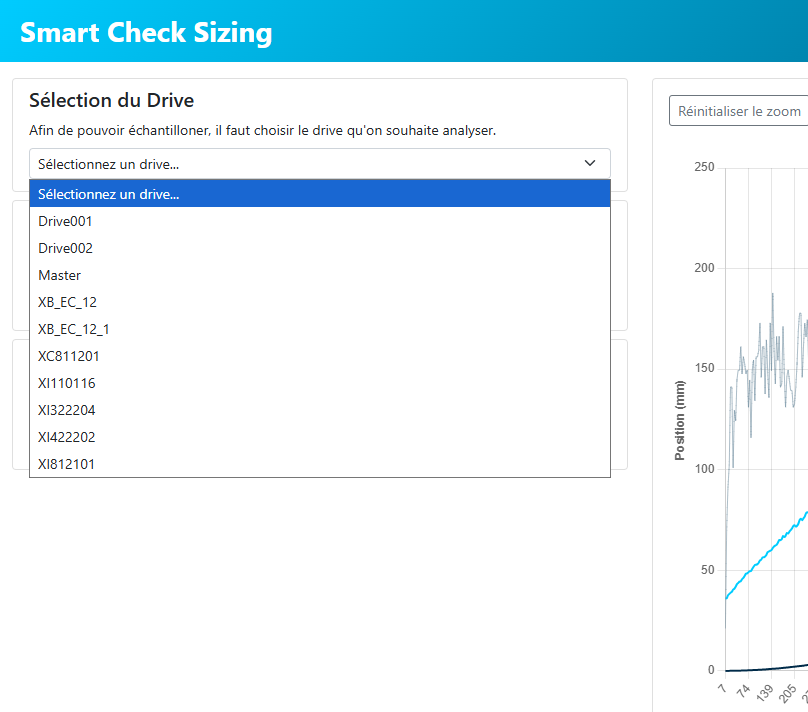 Smart Check Sizing
Sélection du Drive
Afin de pouvoir échantilloner, il faut choisir le drive qu'on souhaite analyser.
Sélectionnez un drive...
Sélectionnez un drive...
Drive001
Drive002
Master
XB_EC_12
XB_EC_12_1
XC811201
XI110116
XI322204
XI422202
XI812101
Réinitialiser le zoom
250
200
150
100
50
0
Position (mm)
7
74
139
205